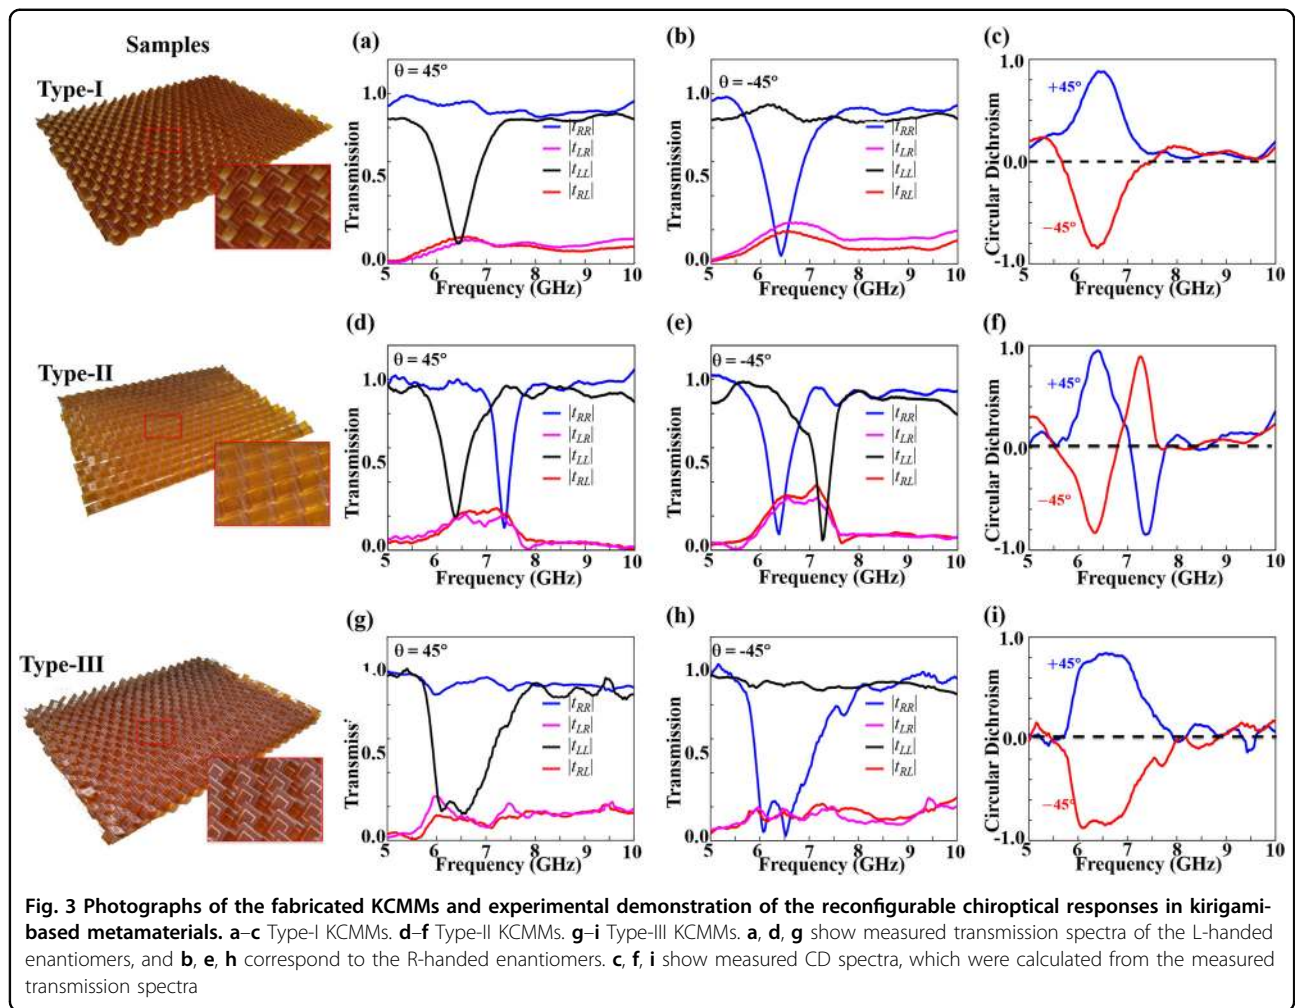 Samples
Type-I
(a)
θ = 45°
1.0
0.5
0.0
Transmission
|tRR|
|tLR|
|tLL|
|tRL|
5 6 7 8 9 10
Frequency (GHz)
(b)
θ = -45°
1.0
0.5
0.0
Transmission
|tRR|
|tLR|
|tLL|
|tRL|
5 6 7 8 9 10
Frequency (GHz)
(c)
1.0
0.0
-1.0
Circular Dichroism
+45°
−45°
5 6 7 8 9 10
Frequency (GHz)
Type-II
(d)
θ = 45°
1.0
0.5
0.0
Transmission
|tRR|
|tLR|
|tLL|
|tRL|
5 6 7 8 9 10
Frequency (GHz)
(e)
θ = -45°
1.0
0.5
0.0
Transmission
|tRR|
|tLR|
|tLL|
|tRL|
5 6 7 8 9 10
Frequency (GHz)
(f)
1.0
0.0
-1.0
Circular Dichroism
+45°
−45°
5 6 7 8 9 10
Frequency (GHz)
Type-III
(g)
θ = 45°
1.0
0.5
0.0
Transmiss'
|tRR|
|tLR|
|tLL|
|tRL|
5 6 7 8 9 10
Frequency (GHz)
(h)
θ = -45°
1.0
0.5
0.0
Transmission
|tRR|
|tLR|
|tLL|
|tRL|
5 6 7 8 9 10
Frequency (GHz)
(i)
1.0
0.0
-1.0
Circular Dichroism
+45°
−45°
5 6 7 8 9 10
Frequency (GHz)
Fig. 3 Photographs of the fabricated KCMMs and experimental demonstration of the reconfigurable chiroptical responses in kirigami-
based metamaterials. a–c Type-I KCMMs. d–f Type-II KCMMs. g–i Type-III KCMMs. a, d, g show measured transmission spectra of the L-handed
enantiomers, and b, e, h correspond to the R-handed enantiomers. c, f, i show measured CD spectra, which were calculated from the measured
transmission spectra